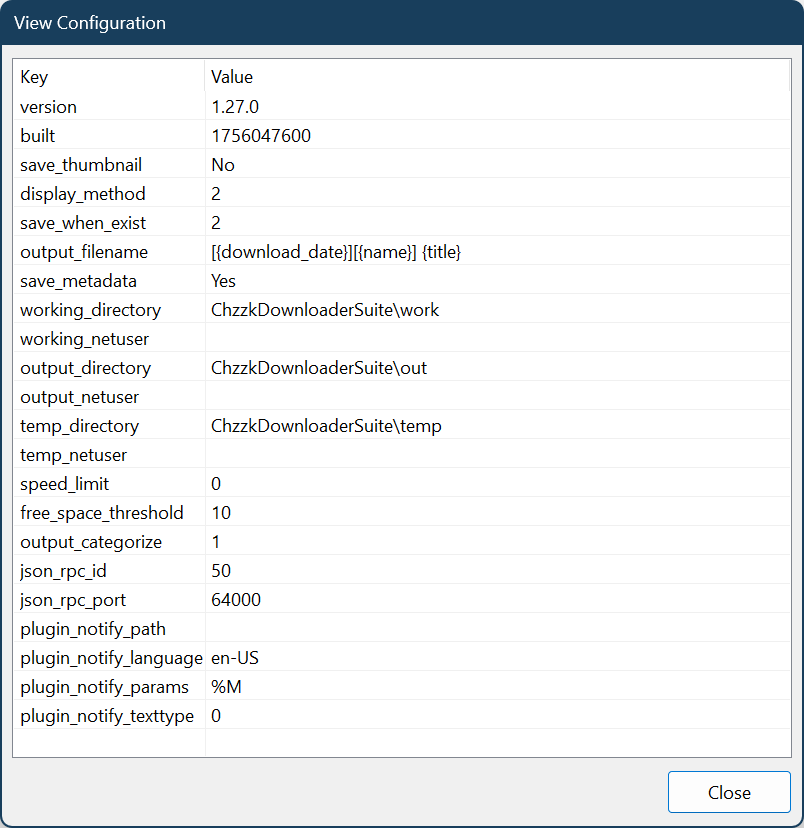 View Configuration
Key Value
version 1.27.0
built 1756047600
save_thumbnail No
display_method 2
save_when_exist 2
output_filename [{download_date}][{name}] {title}
save_metadata Yes
working_directory ChzzkDownloaderSuite\work
working_netuser
output_directory ChzzkDownloaderSuite\out
output_netuser
temp_directory ChzzkDownloaderSuite\temp
temp_netuser
speed_limit 0
free_space_threshold 10
output_categorize 1
json_rpc_id 50
json_rpc_port 64000
plugin_notify_path
plugin_notify_language en-US
plugin_notify_params %M
plugin_notify_texttype 0
Close